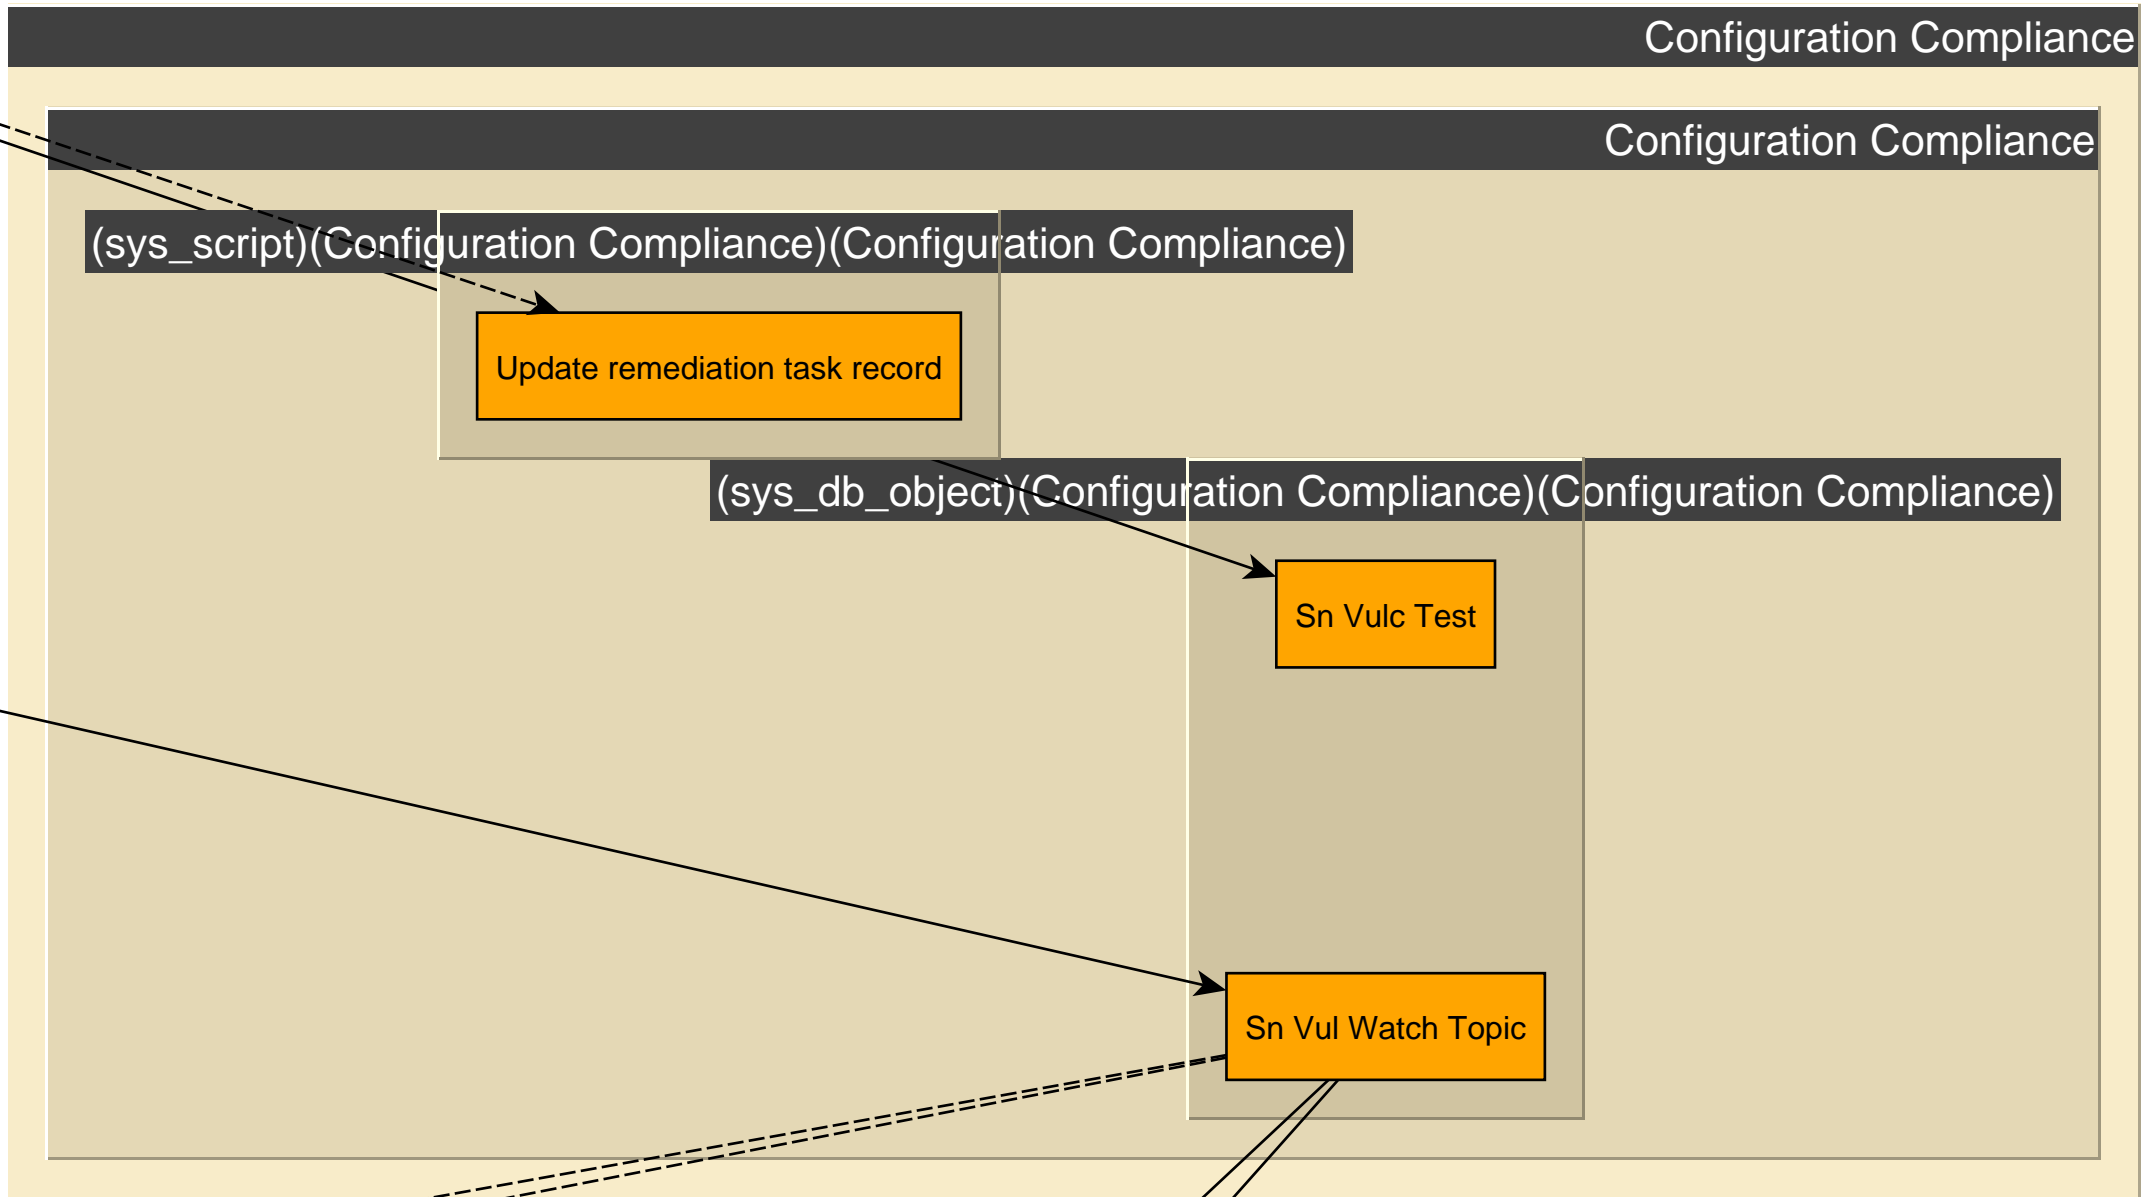 Configuration Compliance
Configuration Compliance
(sys_script)(Configuration Compliance)(Configuration Compliance)
Update remediation task record
(sys_db_object)(Configuration Compliance)(Configuration Compliance)
Sn Vulc Test
Sn Vul Watch Topic